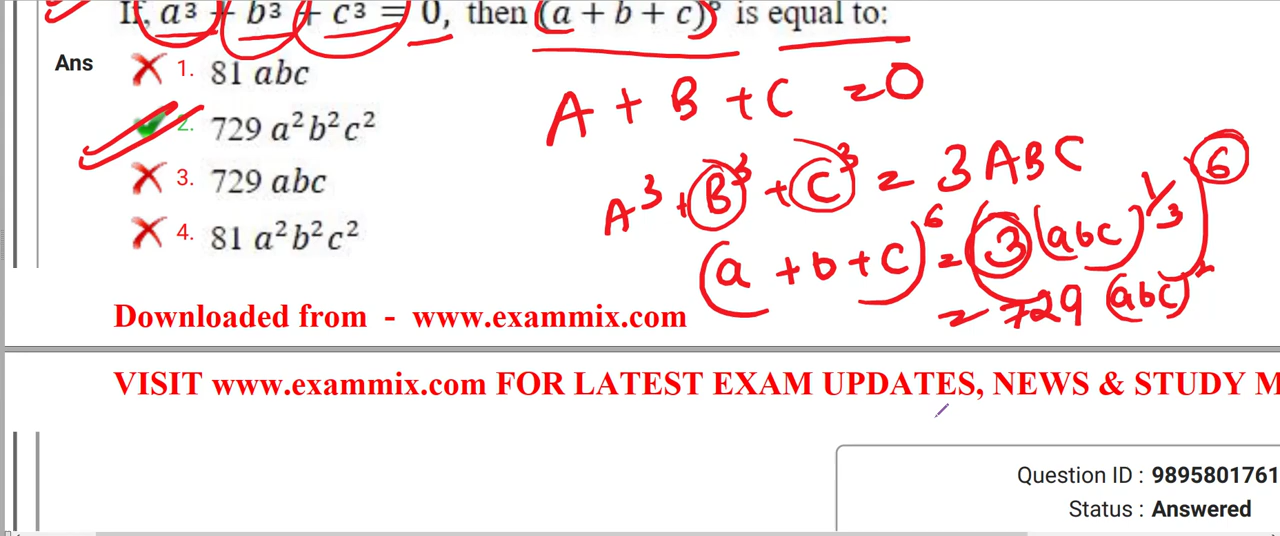 If, a³ + b³ + c³ = 0, then (a + b + c)⁶ is equal to:
Ans
1. 81 abc
2. 729 a²b²c²
3. 729 abc
4. 81 a²b²c²
A + B + C = 0
A³ + B³ + C³ = 3 ABC
(a + b + c)⁶ = (3 (abc)^1/3)^6
= 729 (abc)²
Downloaded from - www.exammix.com
VISIT www.exammix.com FOR LATEST EXAM UPDATES, NEWS & STUDY M
Question ID : 9895801761
Status : Answered